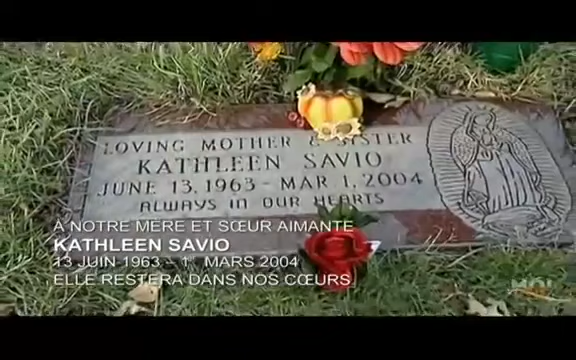 LOVING MOTHER & SISTER
KATHLEEN SAVIO
JUNE 13, 1963 - MAR 1, 2004
ALWAYS IN OUR HEARTS
À NOTRE MÈRE ET SŒUR AIMANTE
KATHLEEN SAVIO
13 JUIN 1963 - 1er MARS 2004
ELLE RESTERA DANS NOS CŒURS
MOI